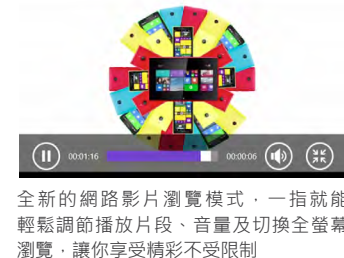 00:01:16
00:00:06
全新的網路影片瀏覽模式，一指就能
輕鬆調節播放片段、音量及切換全螢幕
瀏覽，讓你享受精彩不受限制